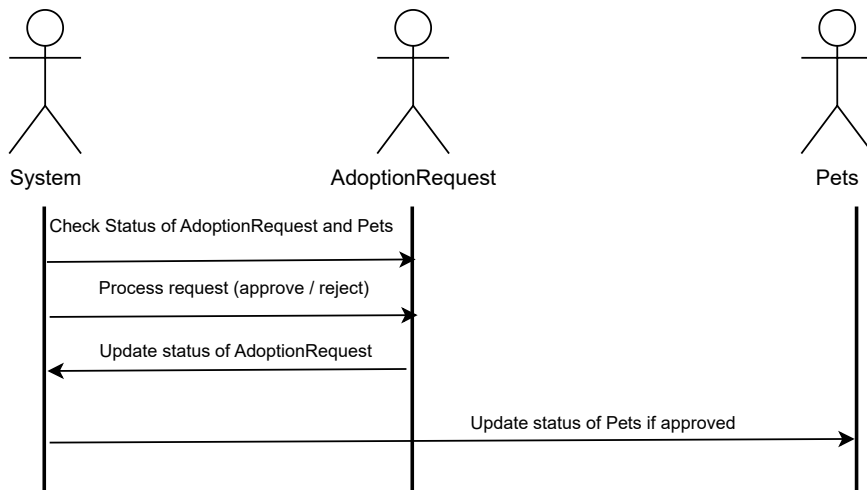 System
AdoptionRequest
Pets
Check Status of AdoptionRequest and Pets
Process request (approve / reject)
Update status of AdoptionRequest
Update status of Pets if approved